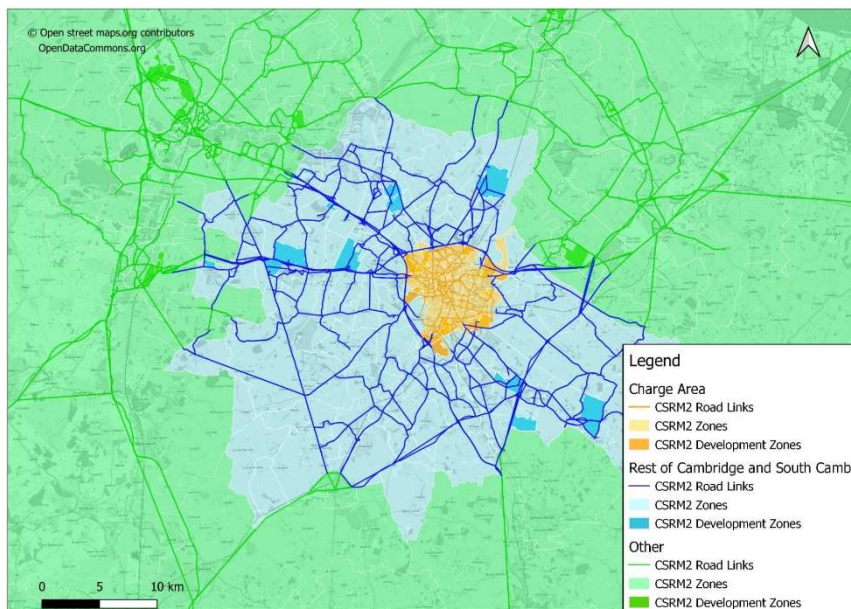 © Open street maps.org contributors
OpenDataCommons.org
Legend
Charge Area
CSRM2 Road Links
CSRM2 Zones
CSRM2 Development Zones
Rest of Cambridge and South Camb
CSRM2 Road Links
CSRM2 Zones
CSRM2 Development Zones
Other
CSRM2 Road Links
CSRM2 Zones
CSRM2 Development Zones
0 5 10 km